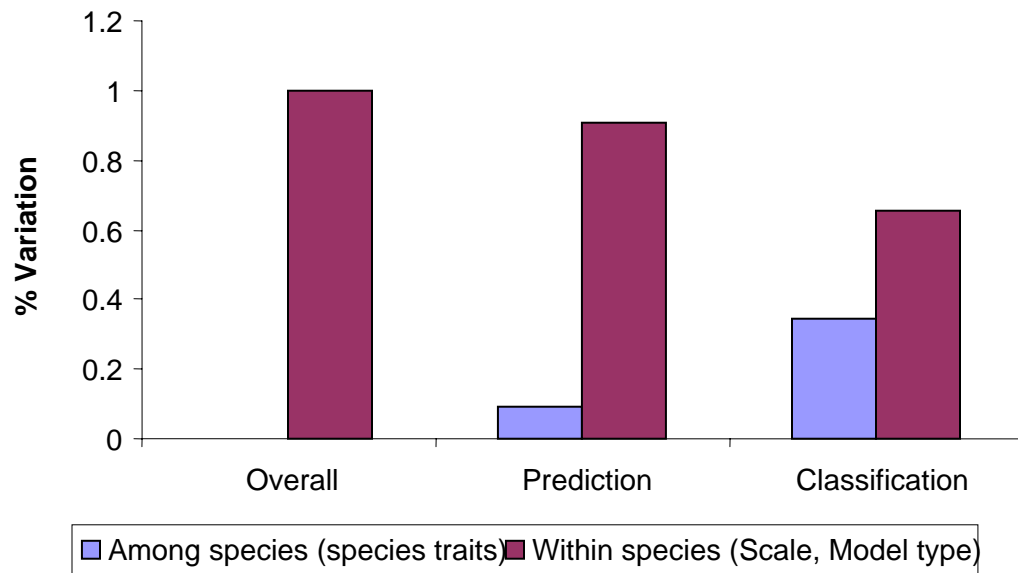 1.2
1
0.8
0.6
0.4
0.2
0
% Variation
Overall Prediction Classification
Among species (species traits) Within species (Scale, Model type)